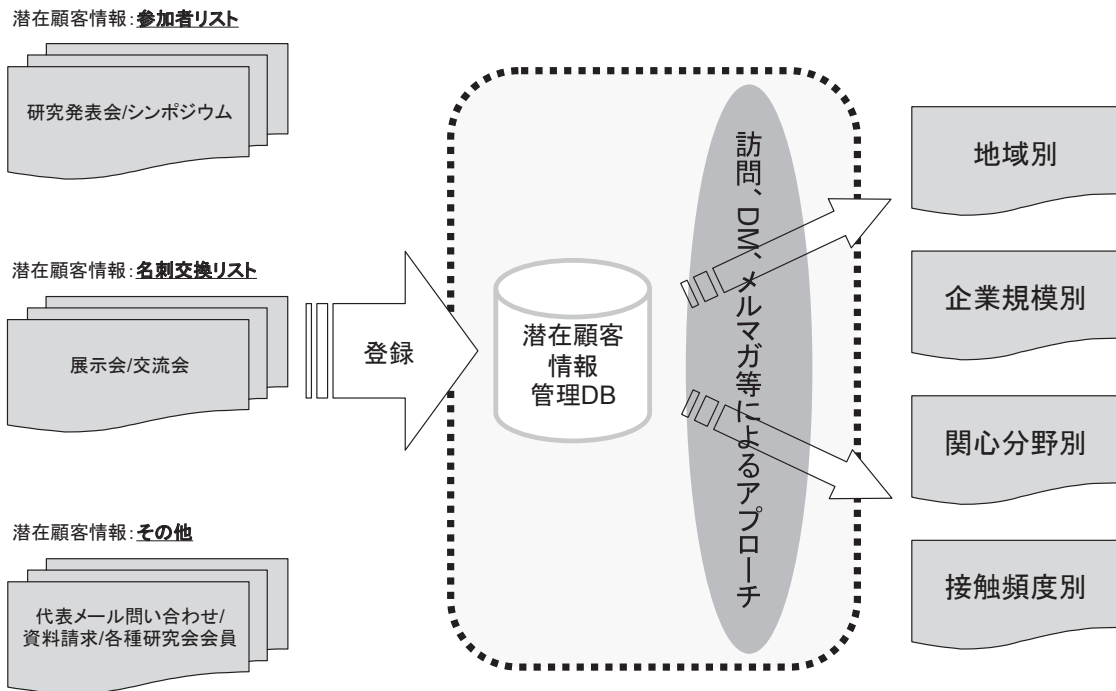 潜在顧客情報：参加者リスト
研究発表会/シンポジウム
潜在顧客情報：名刺交換リスト
展示会/交流会
潜在顧客情報：その他
代表メール問い合わせ/
資料請求/各種研究会会員
登録
潜在顧客
情報
管理DB
訪問、DM、メルマガ等によるアプローチ
地域別
企業規模別
関心分野別
接触頻度別